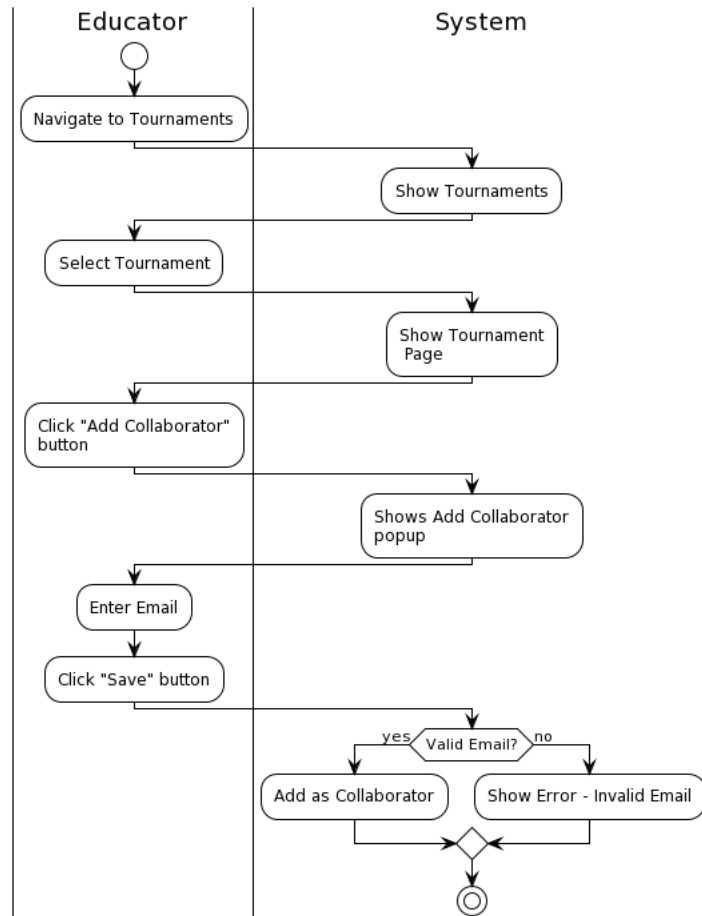 Educator
System
Navigate to Tournaments
Show Tournaments
Select Tournament
Show Tournament
Page
Click "Add Collaborator"
button
Shows Add Collaborator
popup
Enter Email
Click "Save" button
yes
Valid Email?
no
Add as Collaborator
Show Error - Invalid Email